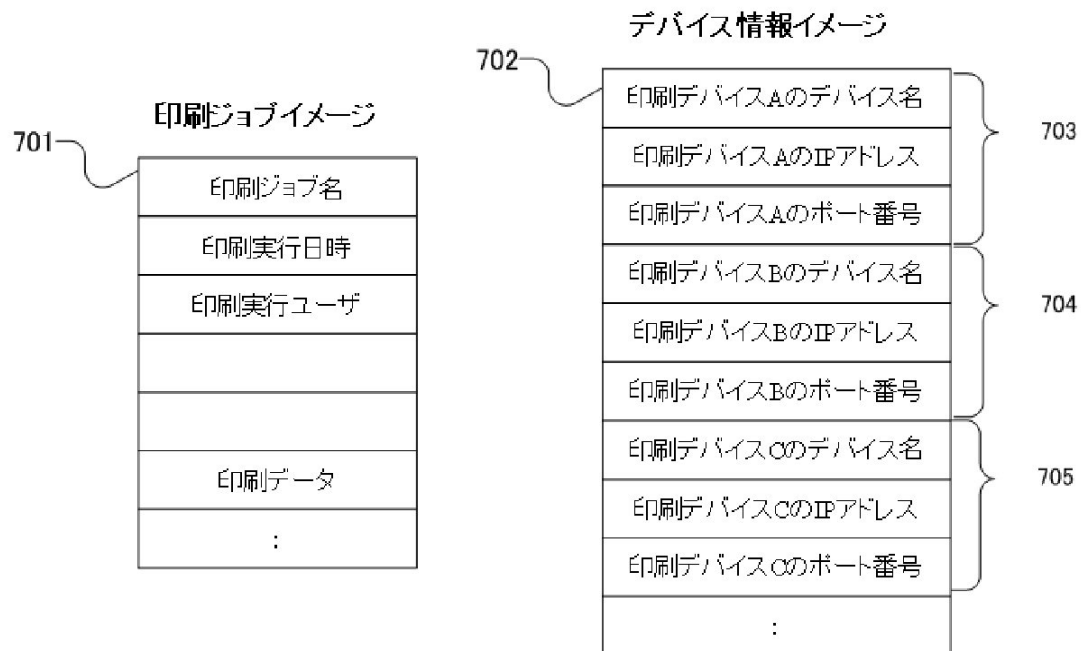 印刷ジョブイメージ
701
印刷ジョブ名
印刷実行日時
印刷実行ユーザ
印刷データ
:
デバイス情報イメージ
702
印刷デバイスAのデバイス名
印刷デバイスAのIPアドレス
印刷デバイスAのポート番号
703
印刷デバイスBのデバイス名
印刷デバイスBのIPアドレス
印刷デバイスBのポート番号
704
印刷デバイスCのデバイス名
印刷デバイスCのIPアドレス
印刷デバイスCのポート番号
705
: